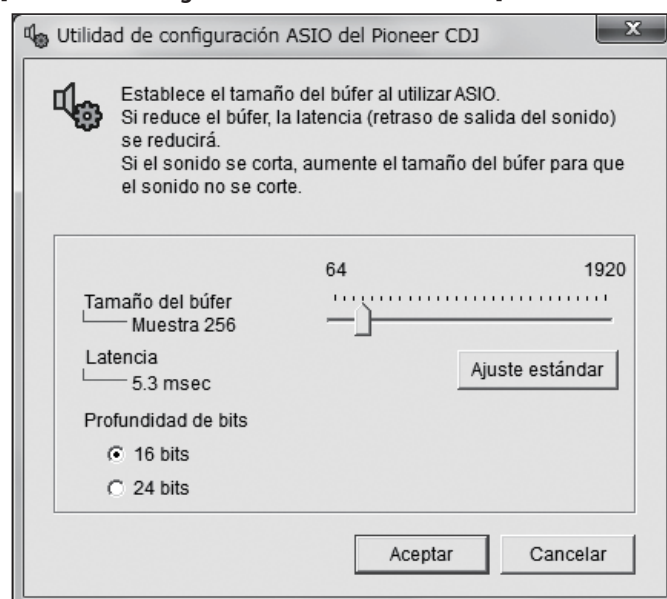 Utilidad de configuración ASIO del Pioneer CDJ
x
Establece el tamaño del búfer al utilizar ASIO.
Si reduce el búfer, la latencia (retraso de salida del sonido)
se reducirá.
Si el sonido se corta, aumente el tamaño del búfer para que
el sonido no se corte.
64 1920
Tamaño del búfer
Muestra 256
Latencia
5.3 msec
Ajuste estándar
Profundidad de bits
16 bits
24 bits
Aceptar Cancelar